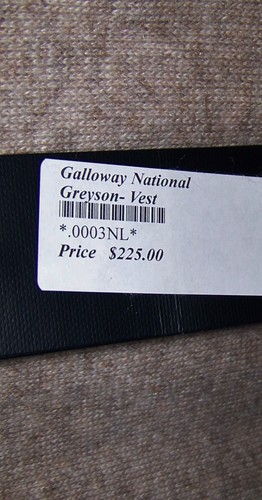 Galloway National
Greyson- Vest
*.0003NL*
Price $225.00